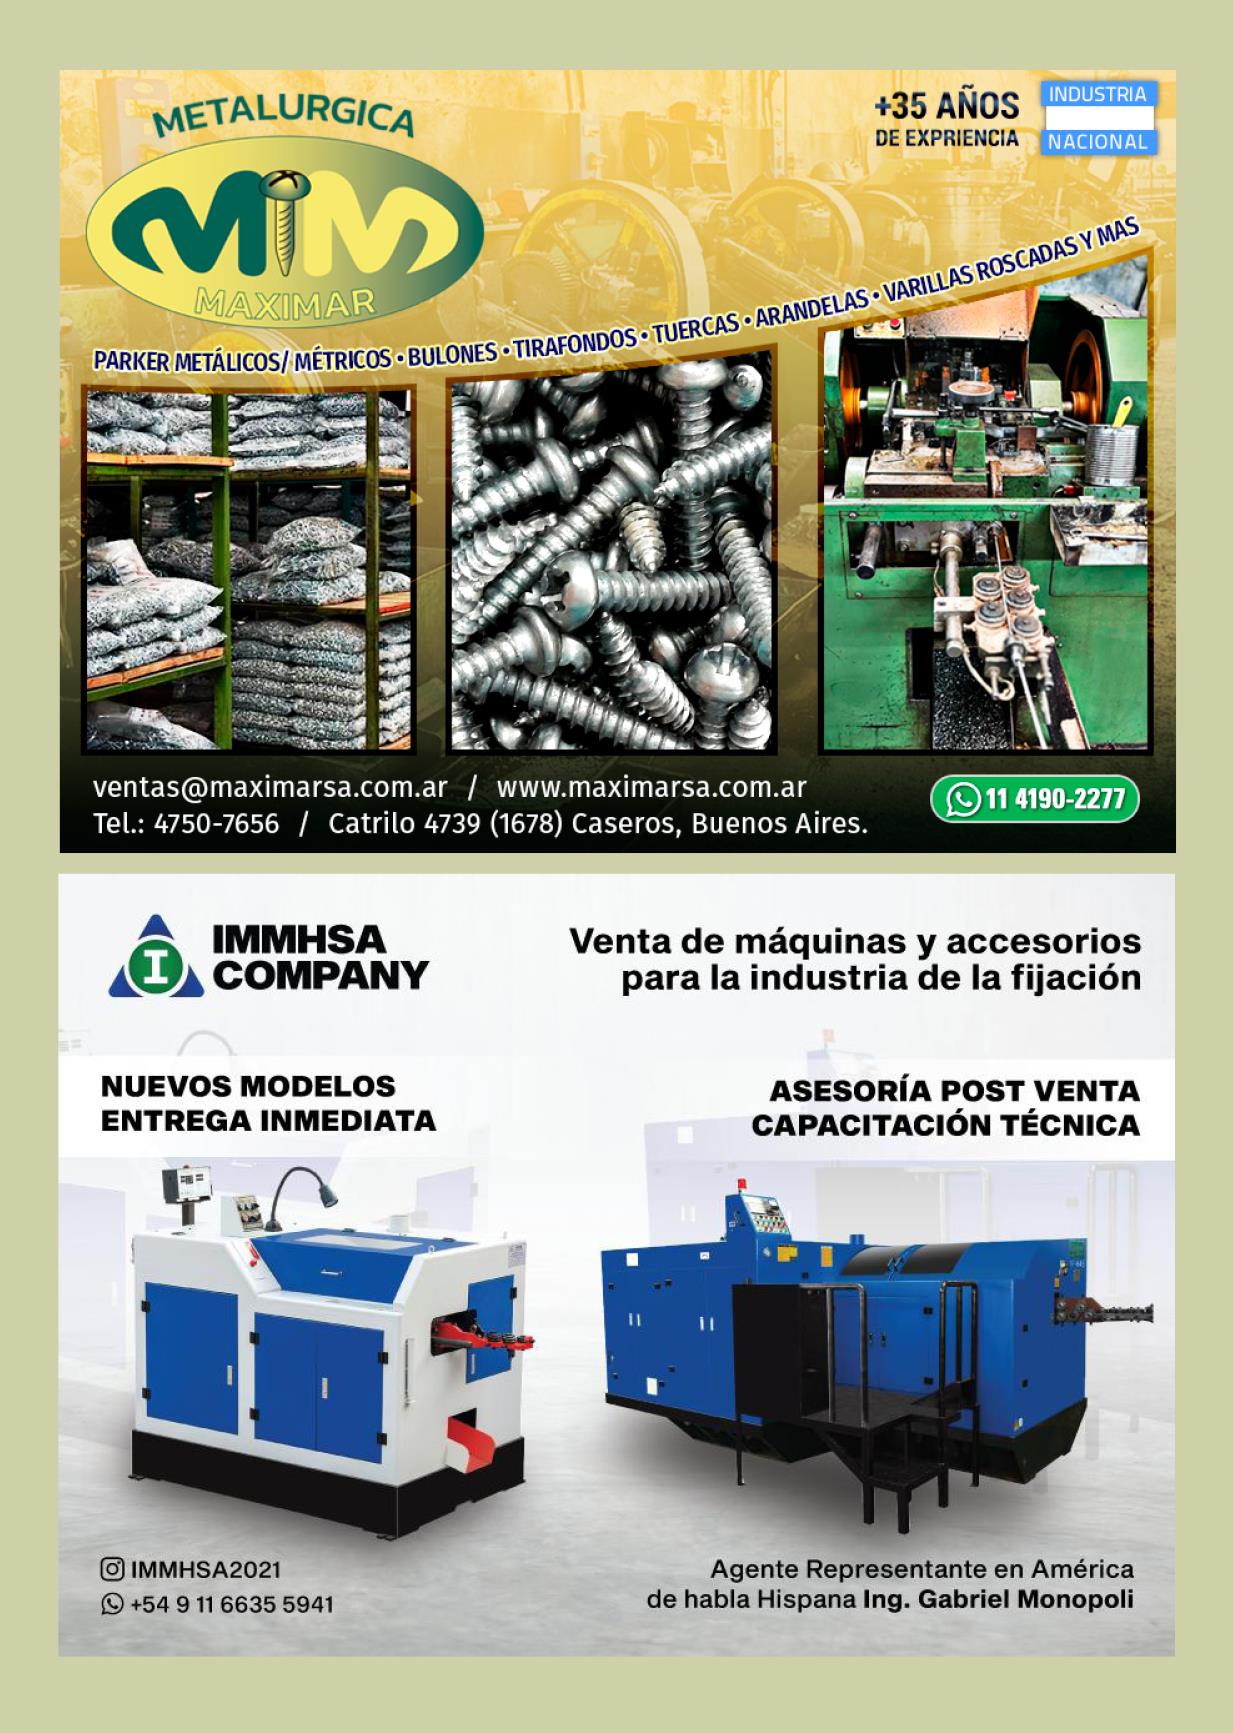 METALURGICA
MIM
MAXIMAR
+35 AÑOS
DE EXPRIENCIA
INDUSTRIA
NACIONAL
PARKER METÁLICOS/ MÉTRICOS • BULONES • TIRAFONDOS • TUERCAS • ARANDELAS • VARILLAS ROSCADAS Y MAS
ventas@maximarsa.com.ar / www.maximarsa.com.ar
Tel.: 4750-7656 / Catrilo 4739 (1678) Caseros, Buenos Aires.
11 4190-2277
I
IMMHSA
COMPANY
Venta de máquinas y accesorios
para la industria de la fijación
NUEVOS MODELOS
ENTREGA INMEDIATA
ASESORÍA POST VENTA
CAPACITACIÓN TÉCNICA
IMMHSA2021
+54 9 11 6635 5941
Agente Representante en América
de habla Hispana Ing. Gabriel Monopoli